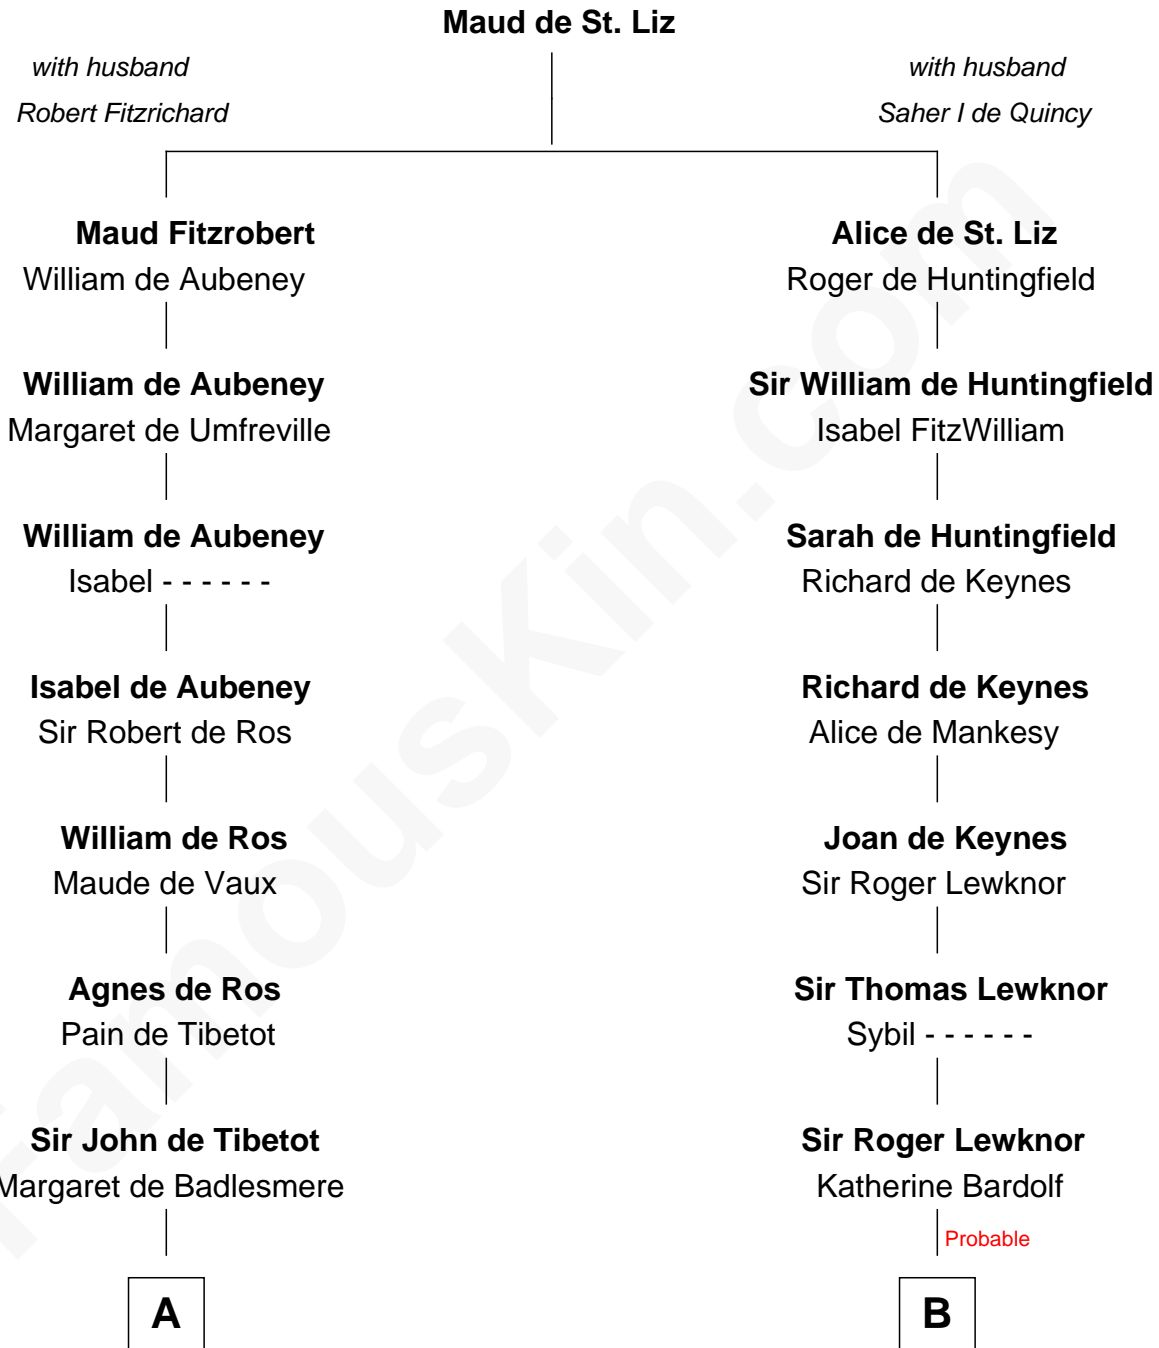 Maud de St. Liz
with husband
Robert Fitzrichard
with husband
Saher I de Quincy
Maud Fitzrobert
William de Aubeney
Alice de St. Liz
Roger de Huntingfield
William de Aubeney
Margaret de Umfreville
Sir William de Huntingfield
Isabel FitzWilliam
William de Aubeney
Isabel - - - - - -
Sarah de Huntingfield
Richard de Keynes
Isabel de Aubeney
Sir Robert de Ros
Richard de Keynes
Alice de Mankesy
William de Ros
Maude de Vaux
Joan de Keynes
Sir Roger Lewknor
Agnes de Ros
Pain de Tibetot
Sir Thomas Lewknor
Sybil - - - - - -
Sir John de Tibetot
Margaret de Badlesmere
Sir Roger Lewknor
Katherine Bardolf
Probable
A
B
FamousKin.com